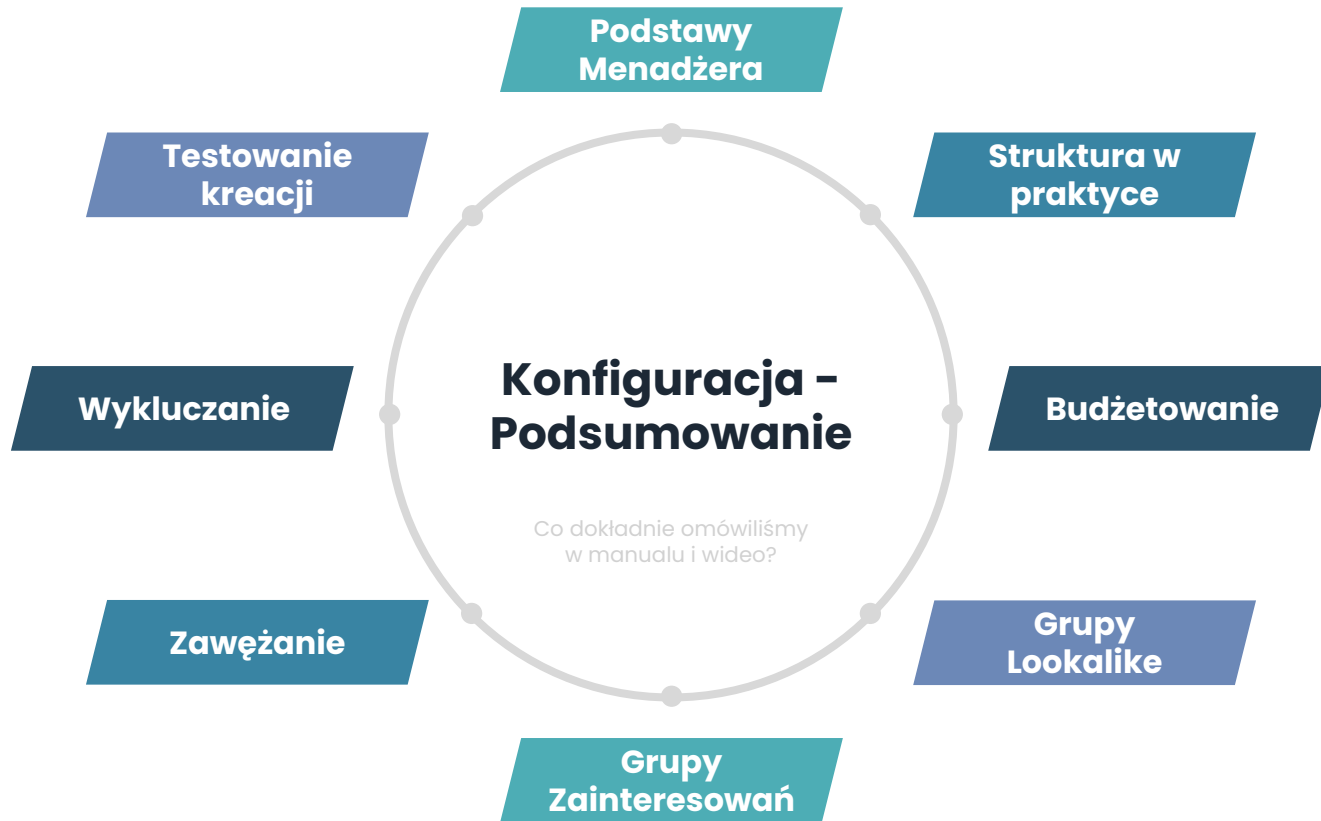 Podstawy
Menadżera
Testowanie
kreacji
Struktura w
praktyce
Wykluczanie
Konfiguracja -
Podsumowanie
Budżetowanie
Co dokładnie omówiliśmy
w manualu i wideo?
Zawężanie
Grupy
Lookalike
Grupy
Zainteresowań